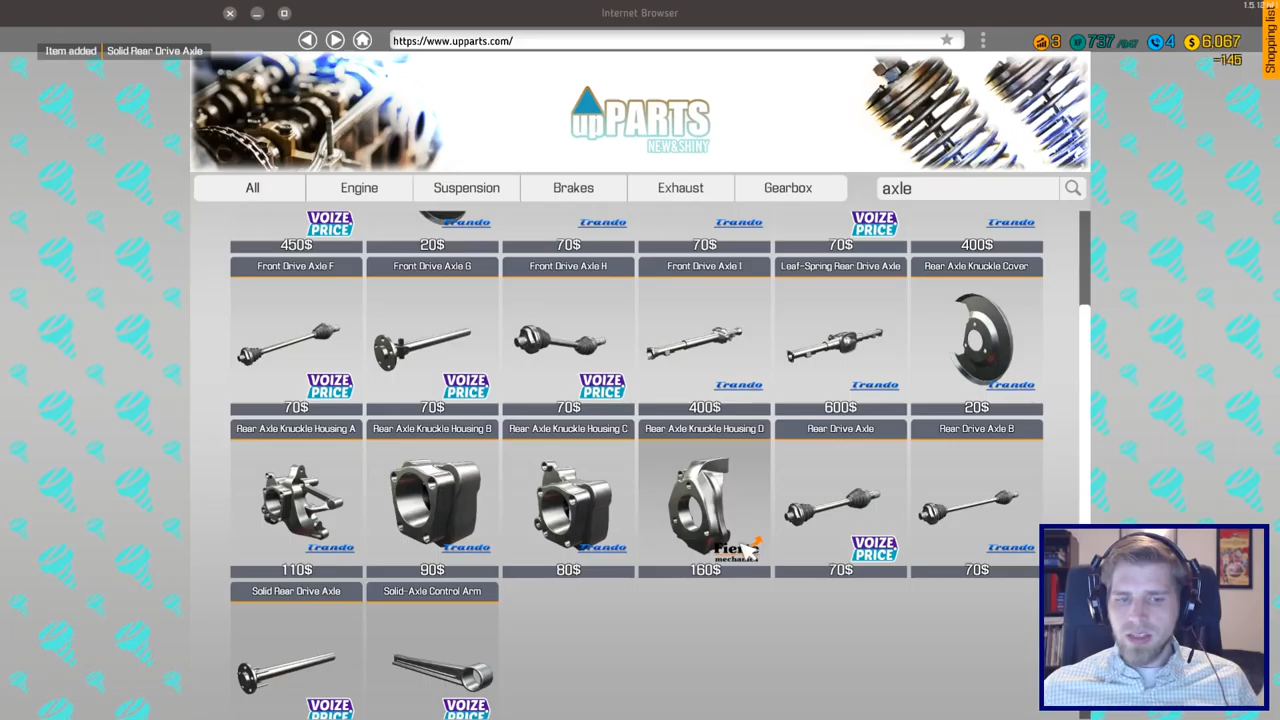 Internet Browser
1.5.12
Item added | Solid Rear Drive Axle
https://www.upparts.com/
3 737 /847 4 $ 6,067
-145
Shopping list
upPARTS
NEW&SHINY
All Engine Suspension Brakes Exhaust Gearbox axle
VOIZE PRICE Trando Trando Trando VOIZE PRICE Trando
450$ 20$ 70$ 70$ 70$ 400$
Front Drive Axle F Front Drive Axle G Front Drive Axle H Front Drive Axle I Leaf-Spring Rear Drive Axle Rear Axle Knuckle Cover
VOIZE PRICE VOIZE PRICE VOIZE PRICE Trando Trando Trando
70$ 70$ 70$ 400$ 600$ 20$
Rear Axle Knuckle Housing A Rear Axle Knuckle Housing B Rear Axle Knuckle Housing C Rear Axle Knuckle Housing D Rear Drive Axle Rear Drive Axle B
Trando Trando Trando mechanics VOIZE PRICE Trando
110$ 90$ 80$ 160$ 70$ 70$
Solid Rear Drive Axle Solid-Axle Control Arm
VOIZE VOIZE